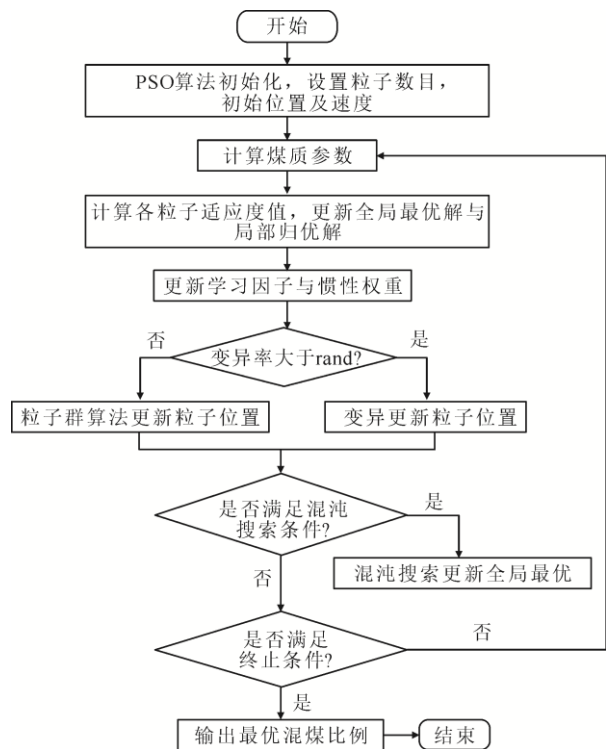 开始
PSO算法初始化，设置粒子数目，
初始位置及速度
计算煤质参数
计算各粒子适应度值，更新全局最优解与
局部归优解
更新学习因子与惯性权重
否
是
变异率大于rand?
粒子群算法更新粒子位置
变异更新粒子位置
是否满足混沌
搜索条件?
是
混沌搜索更新全局最优
否
是否满足
终止条件?
否
是
输出最优混煤比例
结束